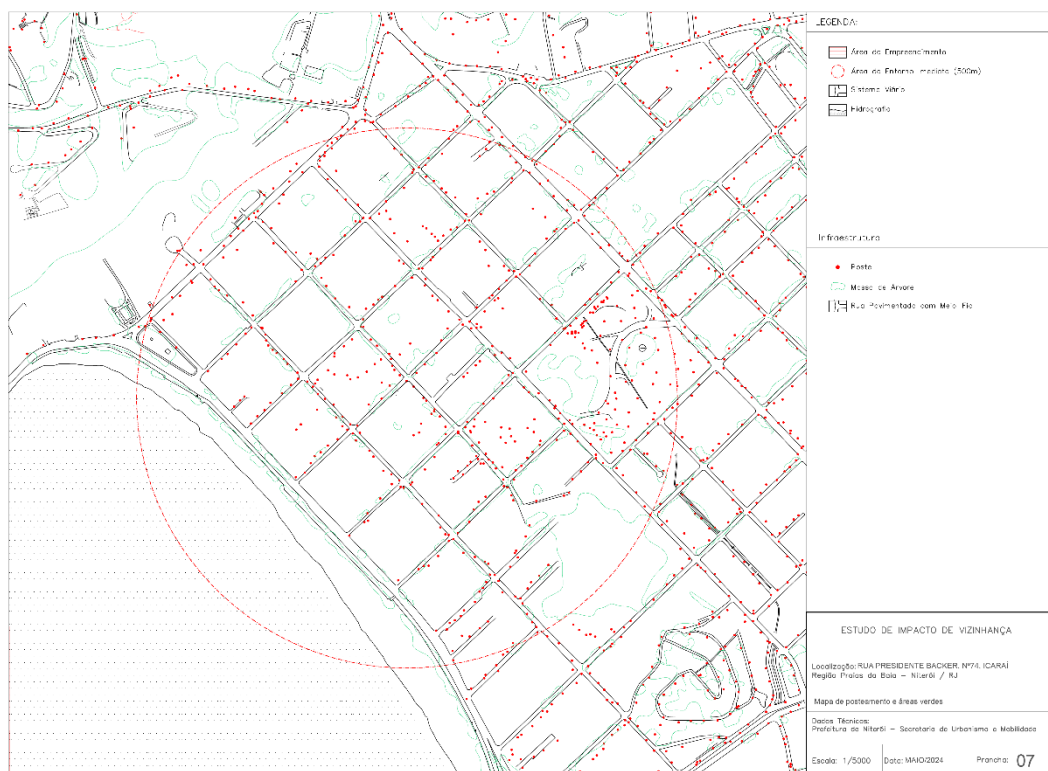 LEGENDA:
Área do Empreendimento
Área de Entorno Imediato (500m)
Sistema Viário
Hidrografia
Infraestrutura
Poste
Massa de Árvore
Rua Pavimentada com Meio Fio
ESTUDO DE IMPACTO DE VIZINHANÇA
Localização: RUA PRESIDENTE BACKER, Nº74, ICARAÍ
Região Praias da Baía – Niterói / RJ
Mapa de posteamento e áreas verdes
Dados Técnicos:
Prefeitura de Niterói – Secretaria de Urbanismo e Mobilidade
Escala: 1/5000 Data: MAIO/2024 Prancha: 07